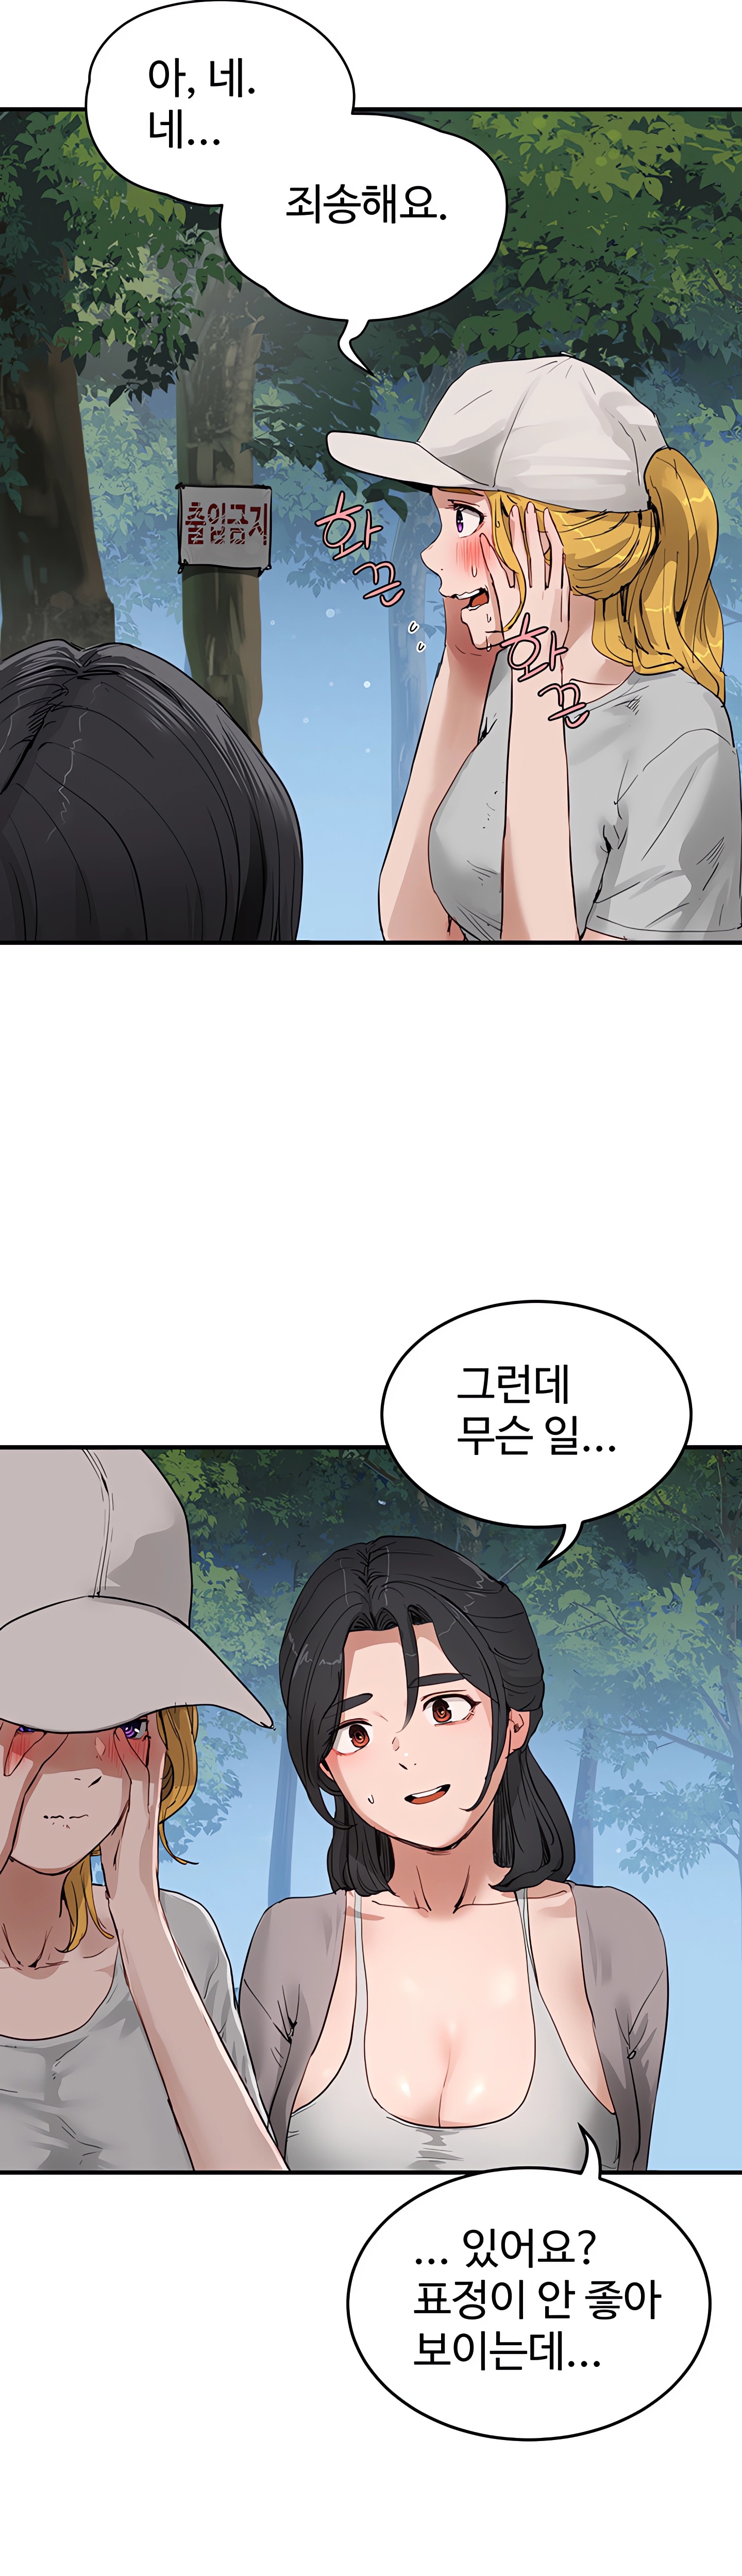 아, 네.
네...
죄송해요.
출입금지
화
끈
화
끈
그런데
무슨 일...
... 있어요?
표정이 안 좋아
보이는데...